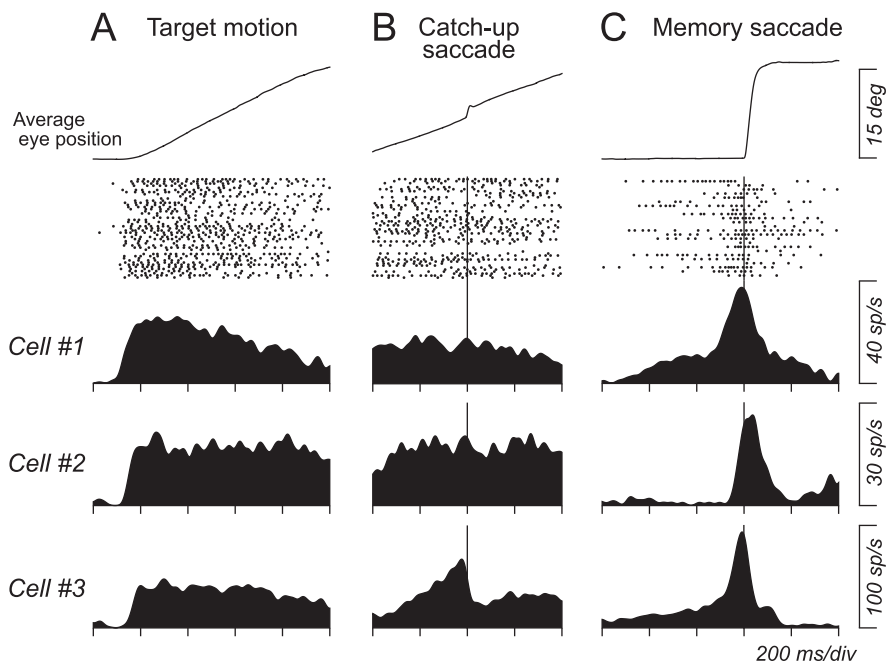 A Target motion
B Catch-up
saccade
C Memory saccade
Average
eye position
15 deg
Cell #1
40 sp/s
Cell #2
30 sp/s
Cell #3
100 sp/s
200 ms/div